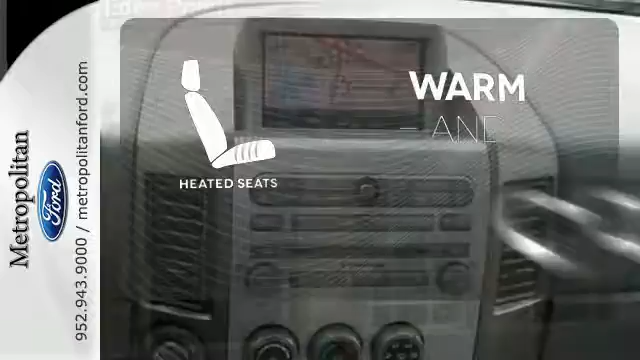 Metropolitan
Ford
952.943.9000 / metropolitanford.com
HEATED SEATS
WARM